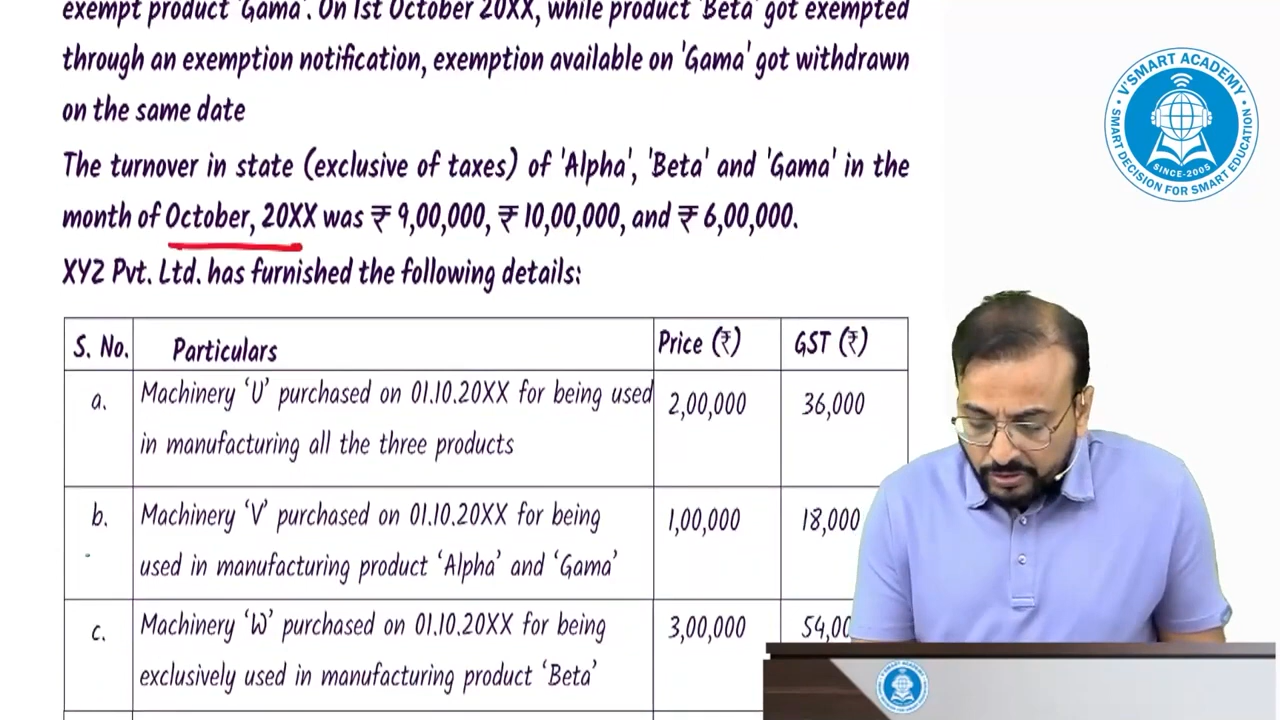 exempt product 'Gama'. On 1st October 20XX, while product 'Beta' got exempted
through an exemption notification, exemption available on 'Gama' got withdrawn
on the same date
The turnover in state (exclusive of taxes) of 'Alpha', 'Beta' and 'Gama' in the
month of October, 20XX was ₹ 9,00,000, ₹ 10,00,000, and ₹ 6,00,000.
XYZ Pvt. Ltd. has furnished the following details:
S. No. Particulars Price (₹) GST (₹)
a. Machinery 'U' purchased on 01.10.20XX for being used 2,00,000 36,000
in manufacturing all the three products
b. Machinery 'V' purchased on 01.10.20XX for being 1,00,000 18,000
used in manufacturing product 'Alpha' and 'Gama'
c. Machinery 'W' purchased on 01.10.20XX for being 3,00,000 54,00
exclusively used in manufacturing product 'Beta'
V'SMART ACADEMY
SINCE-2005
SMART DECISION FOR SMART EDUCATION